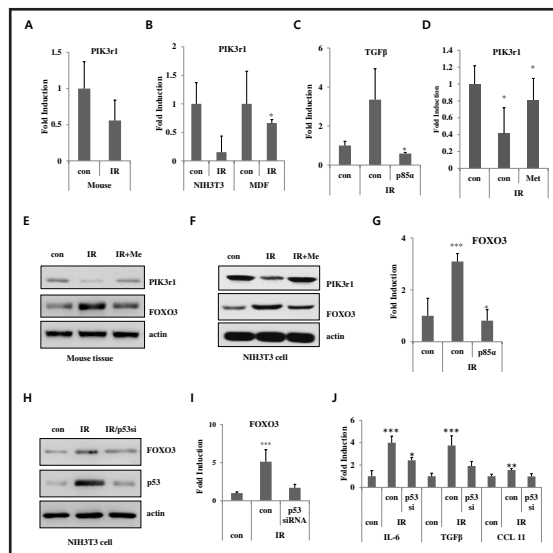 A
PIK3r1
Fold Induction
1.5
1
0.5
0
con
IR
Mouse
B
PIK3r1
Fold Induction
2
1.5
1
0.5
0
con IR con IR
NIH3T3 MDF
*
C
TGFβ
Fold Induction
6
4
2
0
con
con p85α
IR
*
D
PIK3r1
Fold Induction
1.4
1.2
1
0.8
0.6
0.4
0.2
0
con
con Met
IR
* *
E
con IR IR+Me
PIK3r1
FOXO3
actin
Mouse tissue
F
con IR IR+Me
PIK3r1
FOXO3
actin
NIH3T3 cell
G
FOXO3
Fold Induction
4
2
0
con
con p85α
IR
*** *
H
con IR IR/p53si
FOXO3
p53
actin
NIH3T3 cell
I
FOXO3
Fold Induction
10
5
0
con
con p53
siRNA
IR
***
J
Fold Induction
6
4
2
0
con con p53 con con p53 con con p53
si si si
IR IR IR
IL-6 TGFβ CCL 11
*** * *** **